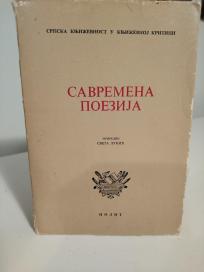 СРПСКА КЊИЖЕВНОСТ У КЊИЖЕВНОЈ КРИТИЦИ
САВРЕМЕНА
ПОЕЗИЈА
ПРИРЕДИО
СВЕТА ЛУКИЋ
НОЛИТ